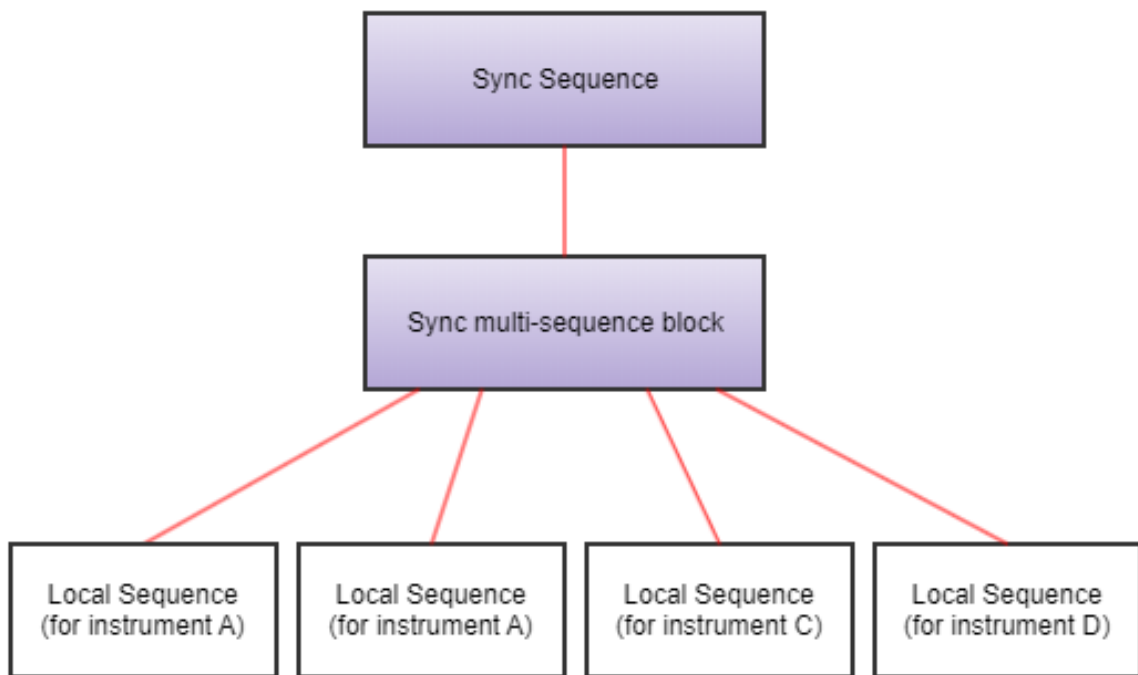 Sync Sequence
Sync multi-sequence block
Local Sequence
(for instrument A)
Local Sequence
(for instrument A)
Local Sequence
(for instrument C)
Local Sequence
(for instrument D)